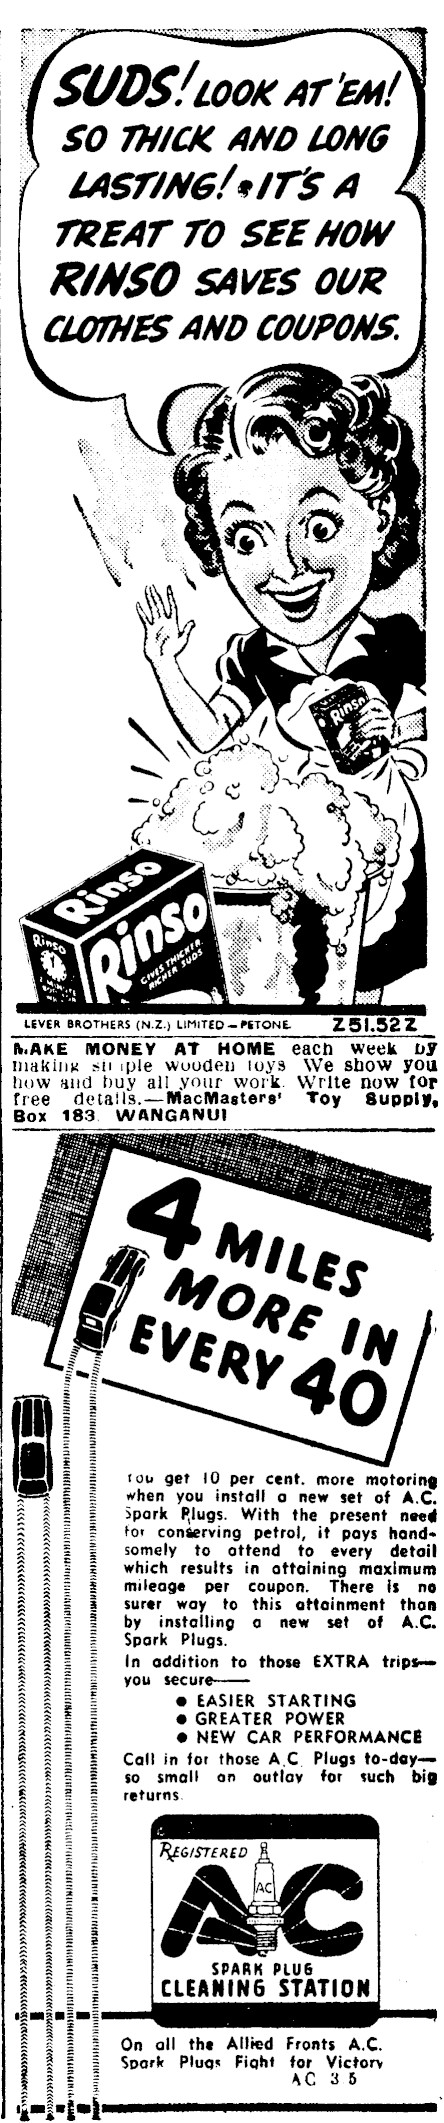 SUDS! LOOK AT 'EM!
SO THICK AND LONG
LASTING! • IT'S A
TREAT TO SEE HOW
RINSO SAVES OUR
CLOTHES AND COUPONS.
Rinso
Rinso
Rinso
Rinso
GIVES THICKER
RICHER SUDS
LEVER BROTHERS (N.Z.) LIMITED — PETONE. Z51.52Z
MAKE MONEY AT HOME each week by
making simple wooden toys We show you
how and buy all your work. Write now for
free details.—MacMasters' Toy Supply,
Box 183 WANGANUI
4 MILES
MORE IN
EVERY 40
You get 10 per cent. more motoring
when you install a new set of A.C.
Spark Plugs. With the present need
for conserving petrol, it pays hand-
somely to attend to every detail
which results in attaining maximum
mileage per coupon. There is no
surer way to this attainment than
by installing a new set of A.C.
Spark Plugs.
In addition to those EXTRA trips—
you secure—
• EASIER STARTING
• GREATER POWER
• NEW CAR PERFORMANCE
Call in for those A.C. Plugs to-day—
so small an outlay for such big
returns.
REGISTERED
AC
AC
SPARK PLUG
CLEANING STATION
On all the Allied Fronts A.C.
Spark Plugs Fight for Victory
AC 35